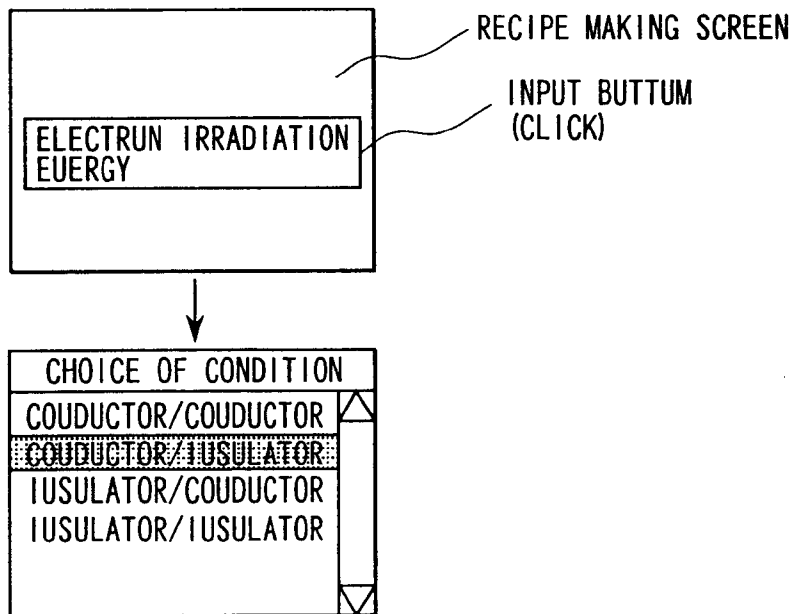 RECIPE MAKING SCREEN
INPUT BUTTUM
(CLICK)
ELECTRUN IRRADIATION
EUERGY
CHOICE OF CONDITION
COUDUCTOR/COUDUCTOR
COUDUCTOR/IUSULATOR
IUSULATOR/COUDUCTOR
IUSULATOR/IUSULATOR